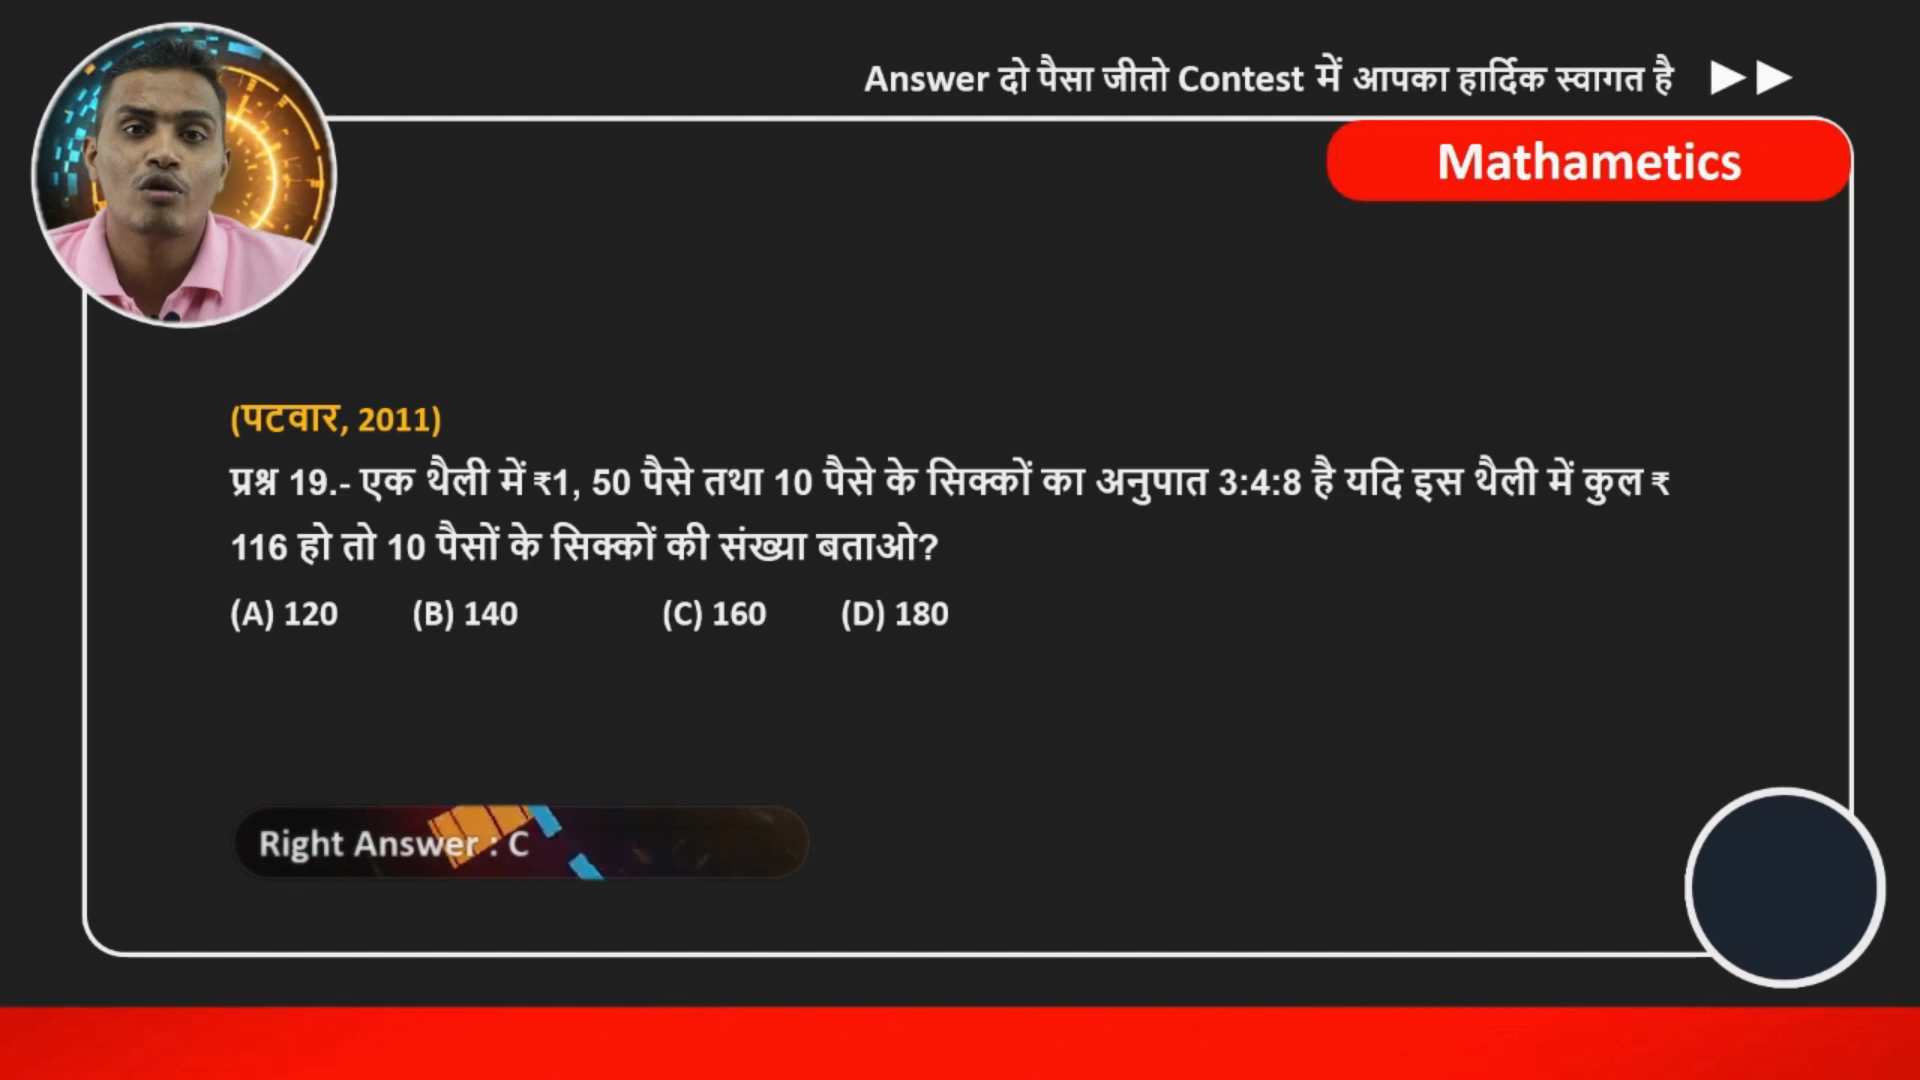 Answer दो पैसा जीतो Contest में आपका हार्दिक स्वागत है
Mathametics
(पटवार, 2011)
प्रश्न 19.- एक थैली में ₹1, 50 पैसे तथा 10 पैसे के सिक्कों का अनुपात 3:4:8 है यदि इस थैली में कुल ₹
116 हो तो 10 पैसों के सिक्कों की संख्या बताओ?
(A) 120 (B) 140 (C) 160 (D) 180
Right Answer : C